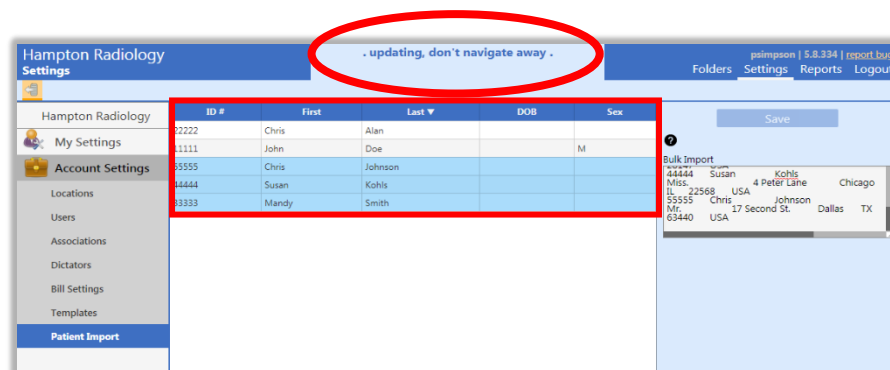 Hampton Radiology
Settings
. updating, don't navigate away .
psimpson | 5.8.334 | report bug
Folders Settings Reports Logout
Hampton Radiology
My Settings
Account Settings
Locations
Users
Associations
Dictators
Bill Settings
Templates
Patient Import
ID # First Last ▼ DOB Sex
22222 Chris Alan
11111 John Doe M
55555 Chris Johnson
44444 Susan Kohls
33333 Mandy Smith
Save
?
Bulk Import
44444 Susan Kohls
Miss. 4 Peter Lane Chicago
IL 22568 USA
55555 Chris Johnson
Mr. 17 Second St. Dallas TX
63440 USA